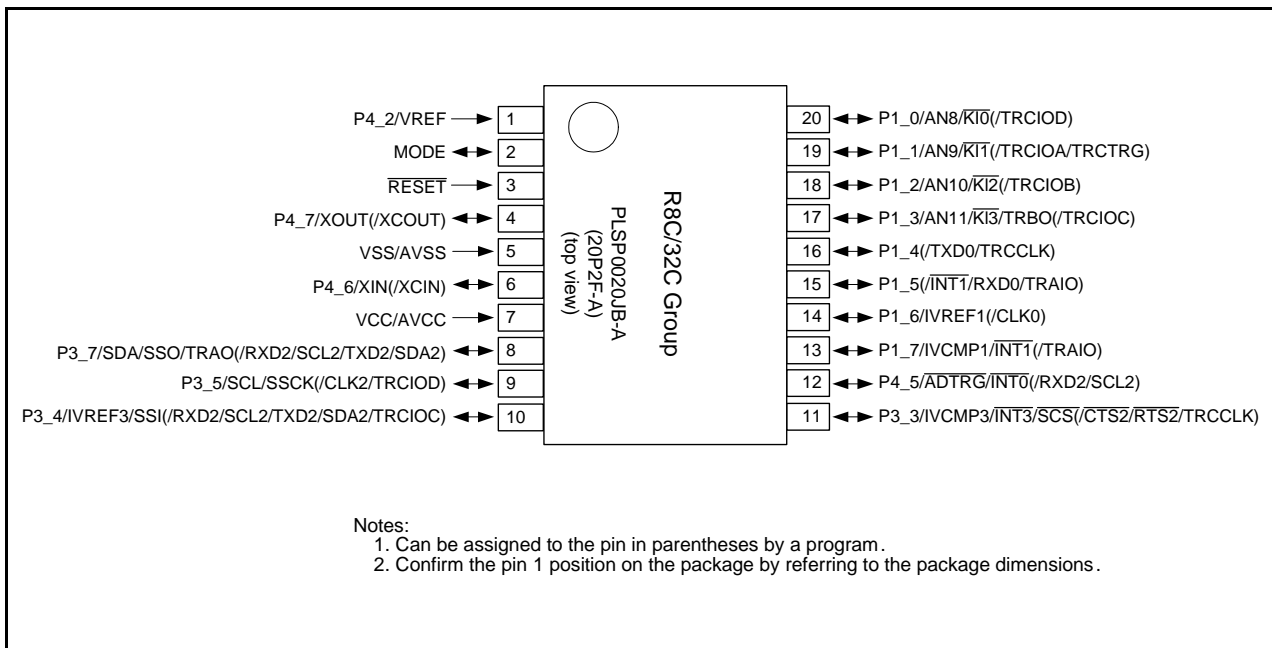 P4_2/VREF
1
MODE
2
RESET
3
P4_7/XOUT(/XCOUT)
4
VSS/AVSS
5
P4_6/XIN(/XCIN)
6
VCC/AVCC
7
P3_7/SDA/SSO/TRAO(/RXD2/SCL2/TXD2/SDA2)
8
P3_5/SCL/SSCK(/CLK2/TRCIOD)
9
P3_4/IVREF3/SSI(/RXD2/SCL2/TXD2/SDA2/TRCIOC)
10
R8C/32C Group
PLSP0020JB-A
(20P2F-A)
(top view)
20
P1_0/AN8/KI0(/TRCIOD)
19
P1_1/AN9/KI1(/TRCIOA/TRCTRG)
18
P1_2/AN10/KI2(/TRCIOB)
17
P1_3/AN11/KI3/TRBO(/TRCIOC)
16
P1_4(/TXD0/TRCCLK)
15
P1_5(/INT1/RXD0/TRAIO)
14
P1_6/IVREF1(/CLK0)
13
P1_7/IVCMP1/INT1(/TRAIO)
12
P4_5/ADTRG/INT0(/RXD2/SCL2)
11
P3_3/IVCMP3/INT3/SCS(/CTS2/RTS2/TRCCLK)
Notes:
1. Can be assigned to the pin in parentheses by a program.
2. Confirm the pin 1 position on the package by referring to the package dimensions.